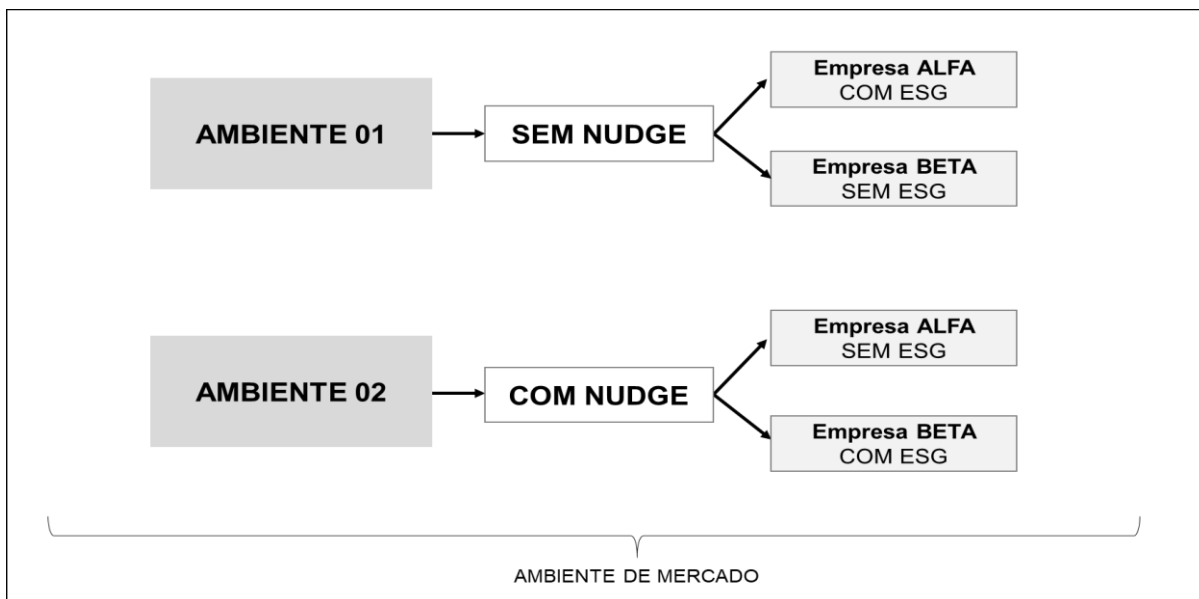 AMBIENTE 01
SEM NUDGE
Empresa ALFA
COM ESG
Empresa BETA
SEM ESG
AMBIENTE 02
COM NUDGE
Empresa ALFA
SEM ESG
Empresa BETA
COM ESG
AMBIENTE DE MERCADO